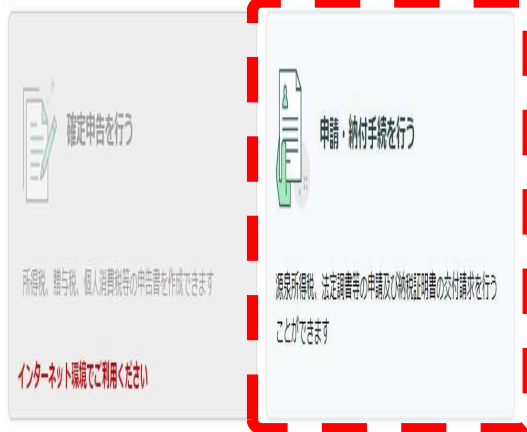 確定申告を行う
所得税、贈与税、個人消費税等の申告書を作成できます
インターネット環境でご利用ください
申請・納付手続を行う
源泉所得税、法定調書等の申請及び納税証明書の交付請求を行う
ことができます